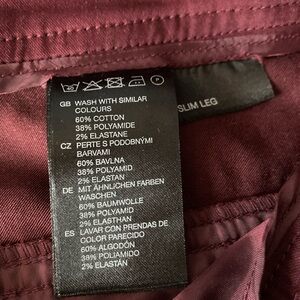 GB WASH WITH SIMILAR
COLOURS
60% COTTON
38% POLYAMIDE
2% ELASTANE
CZ PERTE S PODOBNÝMI
BARVAMI
60% BAVLNA
38% POLYAMID
2% ELASTAN
DE MIT ÄHNLICHEN FARBEN
WASCHEN
60% BAUMWOLLE
38% POLYAMID
2% ELASTHAN
ES LAVAR CON PRENDAS DE
COLOR PARECIDO
60% ALGODÓN
38% POLIAMIDO
2% ELASTÁN
SLIM LEG